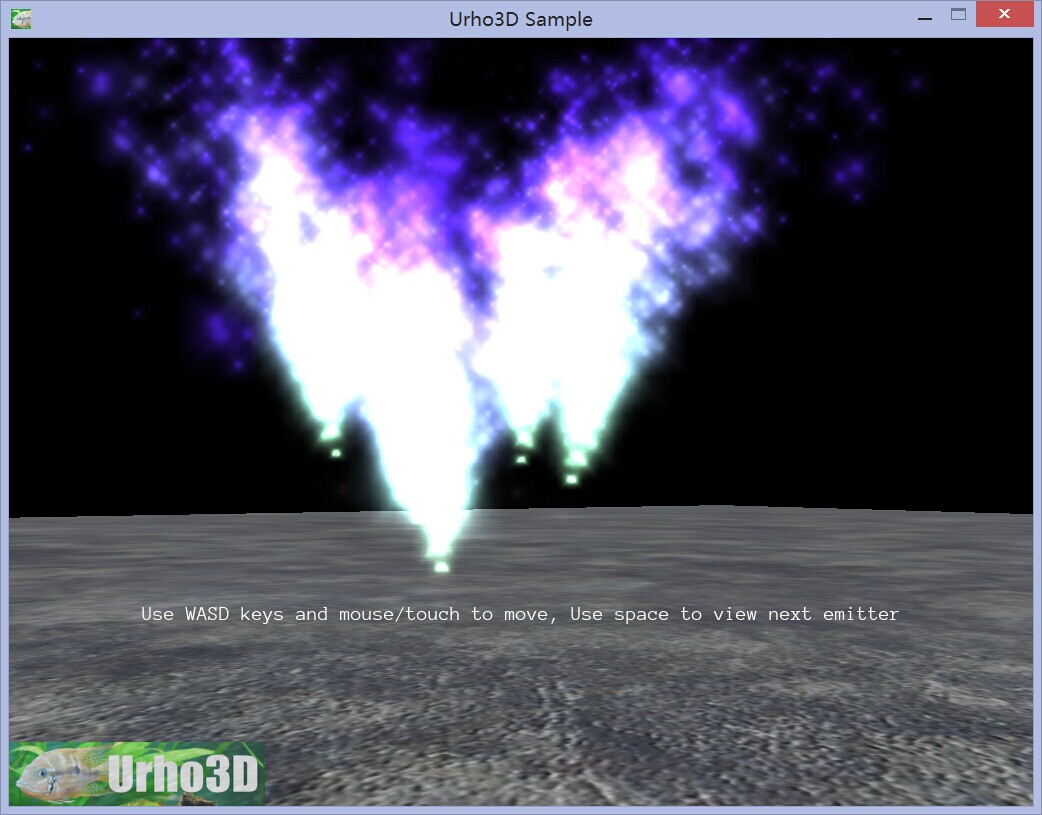 Urho3D Sample
Use WASD keys and mouse/touch to move, Use space to view next emitter
Urho3D